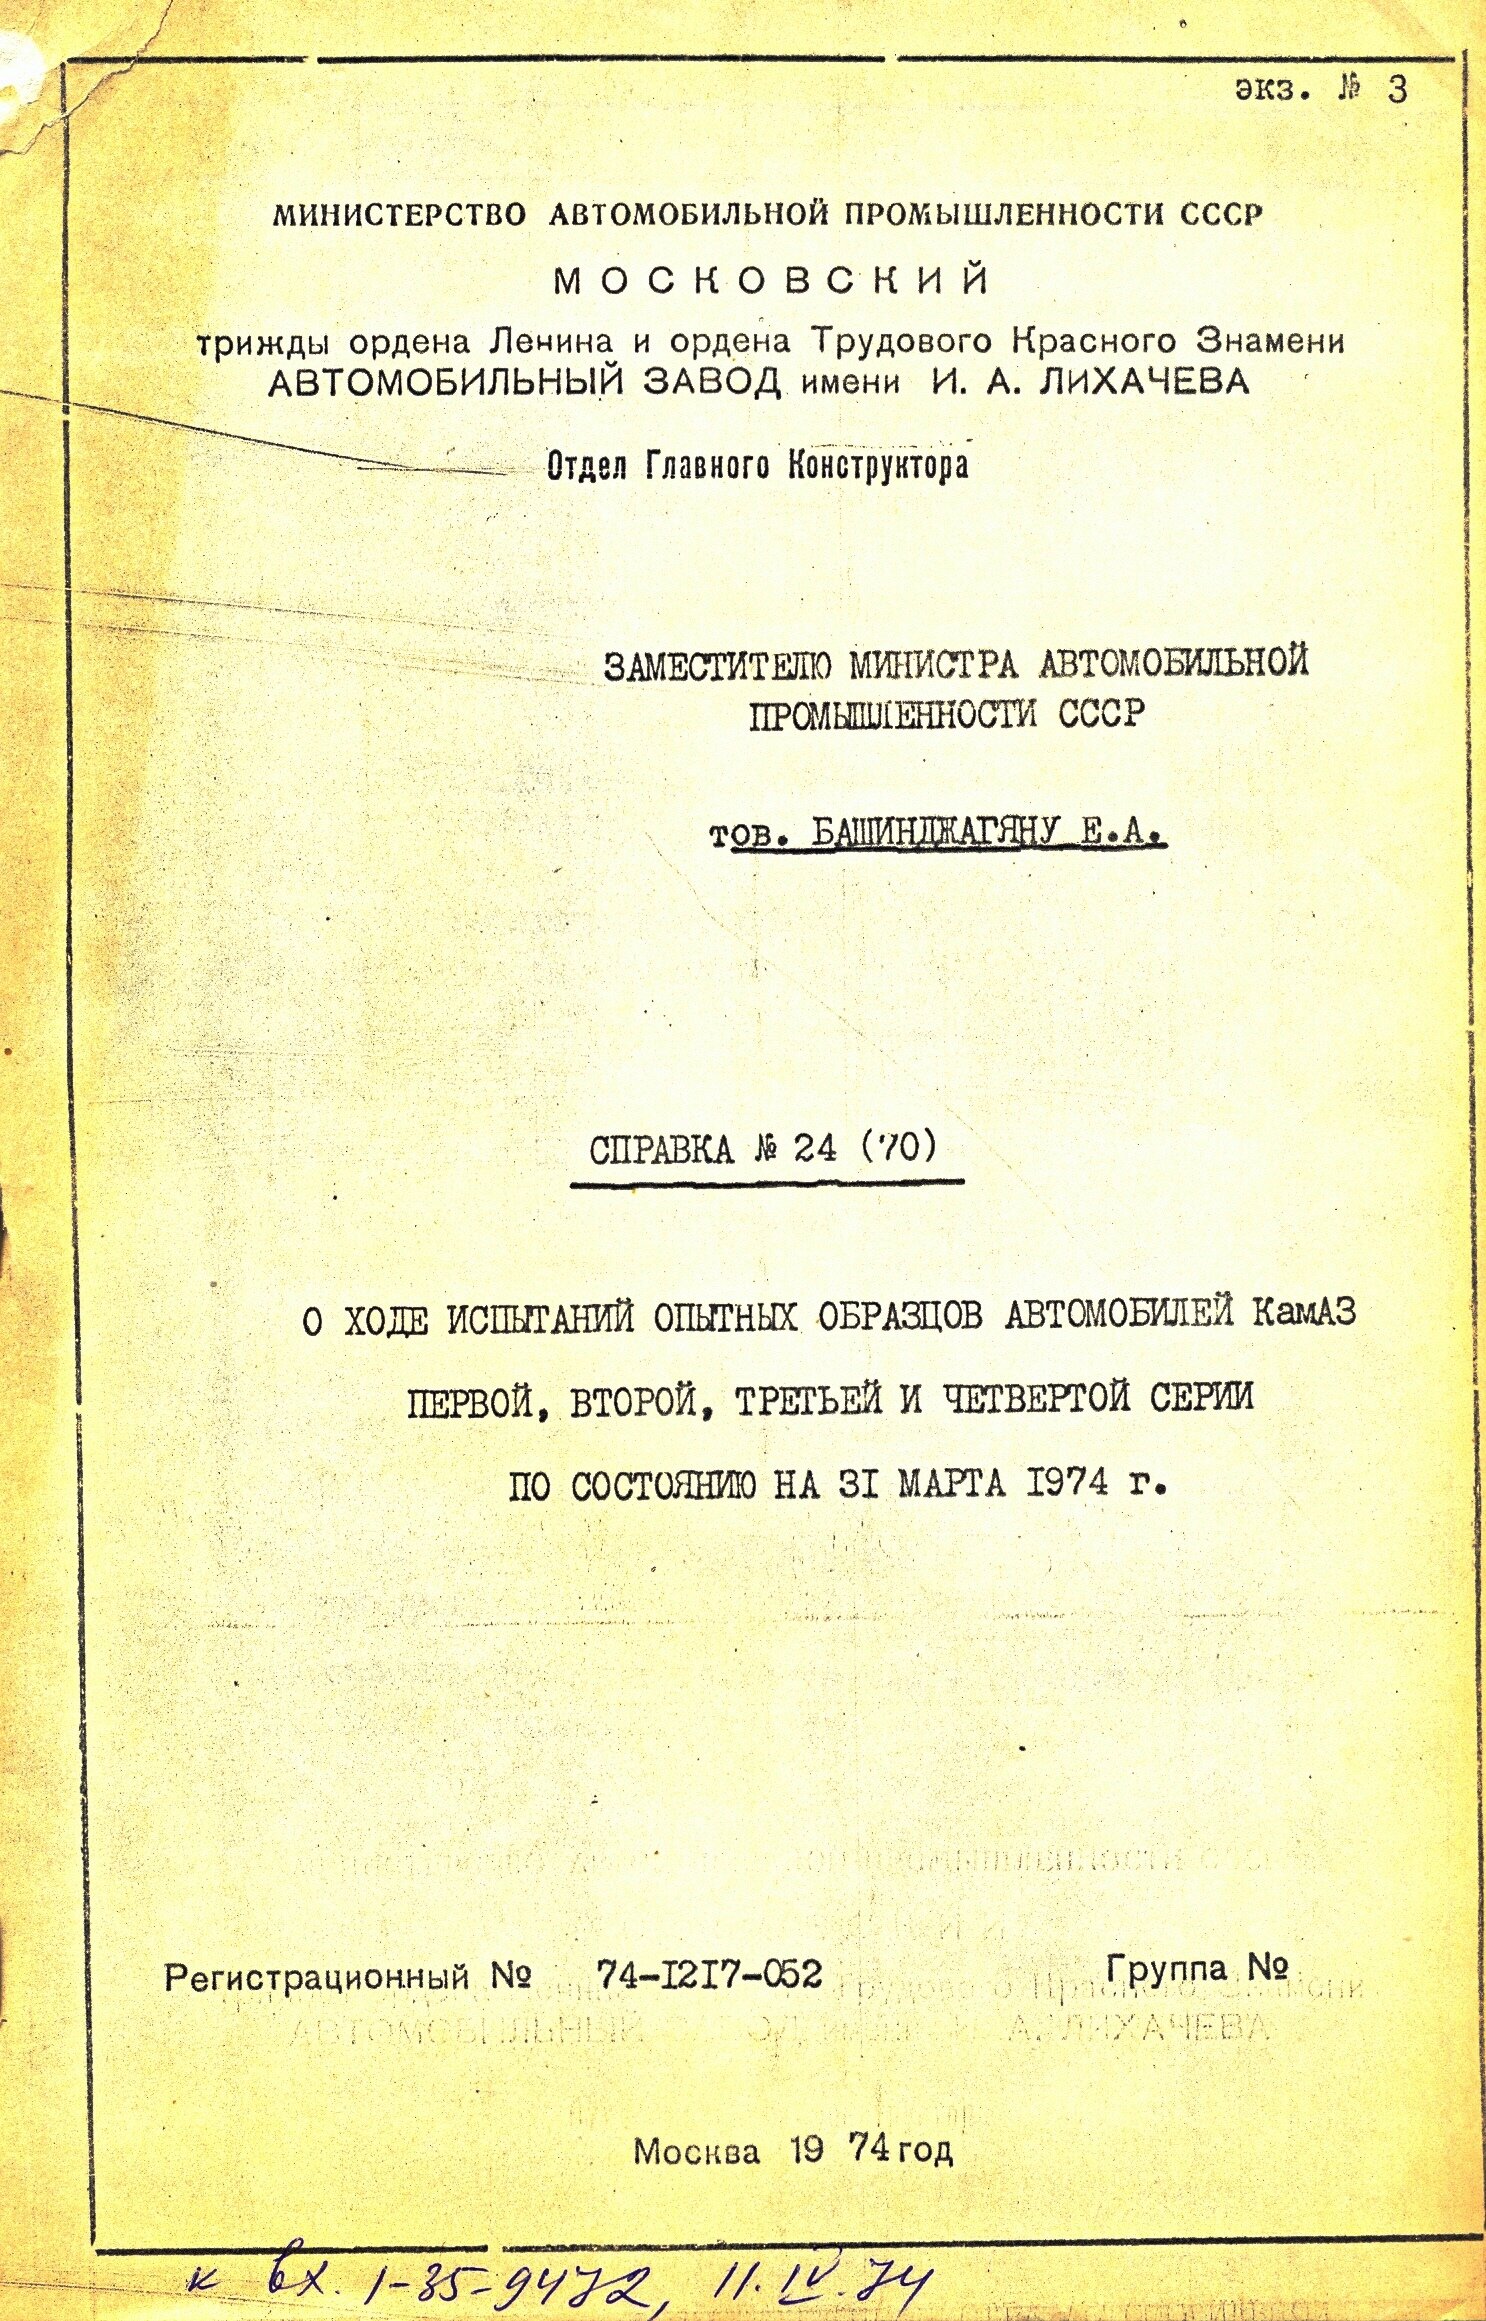 экз. № 3
МИНИСТЕРСТВО АВТОМОБИЛЬНОЙ ПРОМЫШЛЕННОСТИ СССР
МОСКОВСКИЙ
трижды ордена Ленина и ордена Трудового Красного Знамени
АВТОМОБИЛЬНЫЙ ЗАВОД имени И. А. ЛИХАЧЕВА
Отдел Главного Конструктора
ЗАМЕСТИТЕЛЮ МИНИСТРА АВТОМОБИЛЬНОЙ
ПРОМЫШЛЕННОСТИ СССР
тов. БАШИНДЖАГЯНУ Е.А.
СПРАВКА № 24 (70)
О ХОДЕ ИСПЫТАНИЙ ОПЫТНЫХ ОБРАЗЦОВ АВТОМОБИЛЕЙ КамАЗ
ПЕРВОЙ, ВТОРОЙ, ТРЕТЬЕЙ И ЧЕТВЕРТОЙ СЕРИИ
ПО СОСТОЯНИЮ НА 31 МАРТА 1974 г.
Регистрационный № 74-1217-052 Группа №
Москва 19 74 год
к вх. 1-35-9472, 11.IV.74